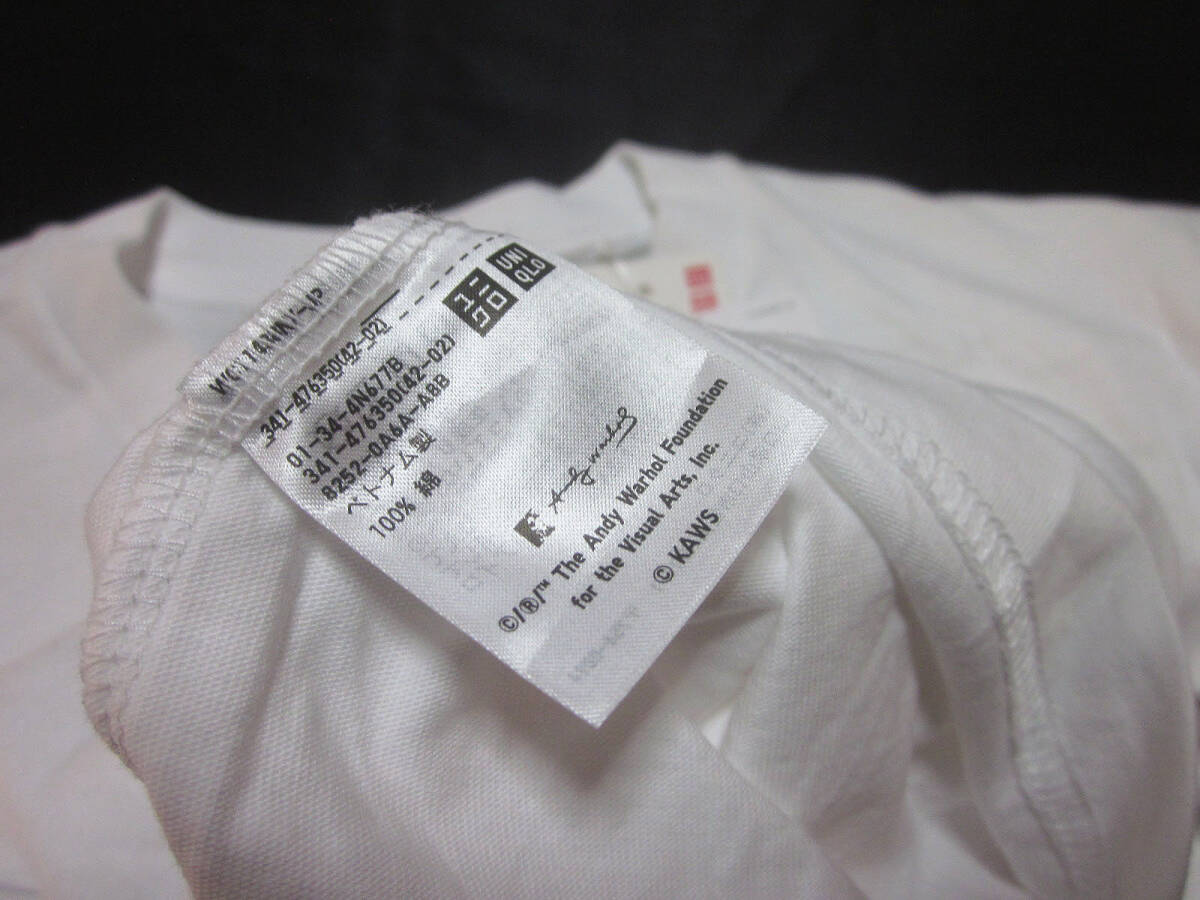 ユニ
クロ
UNI
QLO
341-476350(42-02)
01-34-4N677B
341-476350(42-02)
8252-0A6A-A8B
ベトナム製
100% 綿
Andy Warhol
©/®/™ The Andy Warhol Foundation
for the Visual Arts, Inc.
© KAWS